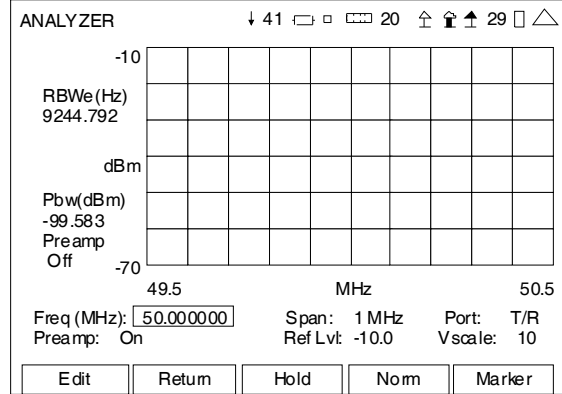 ANALYZER ↓ 41 20 29
-10
RBWe(Hz)
9244.792
dBm
Pbw(dBm)
-99.583
Preamp
Off
-70
49.5 MHz 50.5
Freq (MHz): 50.000000 Span: 1 MHz Port: T/R
Preamp: On Ref Lvl: -10.0 Vscale: 10
Edit Return Hold Norm Marker